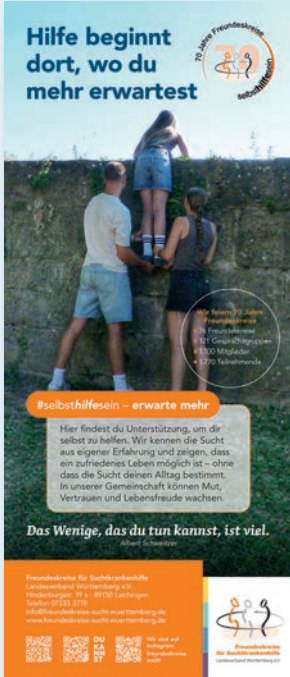 Hilfe beginnt
dort, wo du
mehr erwartest
70 Jahre Freundeskreise
70
selbsthilfesein
Wir feiern 70 Jahre
Freundeskreise
76 Freundeskreise
121 Gesprächsgruppen
1.100 Mitglieder
1.770 Teilnehmende
#selbsthilfesein – erwarte mehr
Hier findest du Unterstützung, um dir
selbst zu helfen. Wir kennen die Sucht
aus eigener Erfahrung und zeigen, dass
ein zufriedenes Leben möglich ist – ohne
dass die Sucht deinen Alltag bestimmt.
In unserer Gemeinschaft können Mut,
Vertrauen und Lebensfreude wachsen.
Das Wenige, das du tun kannst, ist viel.
Albert Schweitzer
Freundeskreise für Suchtkrankenhilfe
Landesverband Württemberg e.V.
Hindenburgstr. 19 a - 89150 Laichingen
Telefon 07333 3778
info@freundeskreise-sucht-wuerttemberg.de
www.freundeskreise-sucht-wuerttemberg.de
DU
KA
NN
ST
Wir sind auf
Instagram
freundeskreise
sucht
Freundeskreise
für Suchtkrankenhilfe
Landesverband Württemberg e.V.